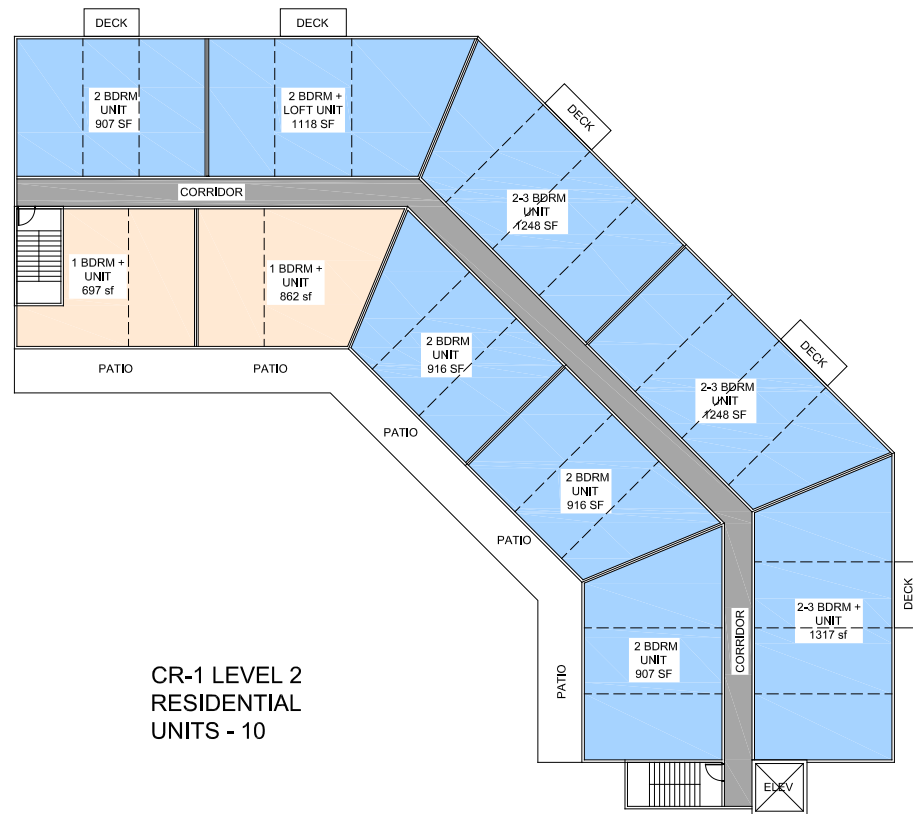 DECK
DECK
2 BDRM
UNIT
907 SF
2 BDRM +
LOFT UNIT
1118 SF
DECK
CORRIDOR
2-3 BDRM
UNIT
1248 SF
1 BDRM +
UNIT
697 sf
1 BDRM +
UNIT
862 sf
2 BDRM
UNIT
916 SF
DECK
PATIO
PATIO
2-3 BDRM
UNIT
1248 SF
PATIO
2 BDRM
UNIT
916 SF
PATIO
DECK
2-3 BDRM +
UNIT
1317 sf
CORRIDOR
2 BDRM
UNIT
907 SF
PATIO
CR-1 LEVEL 2
RESIDENTIAL
UNITS - 10
ELEV